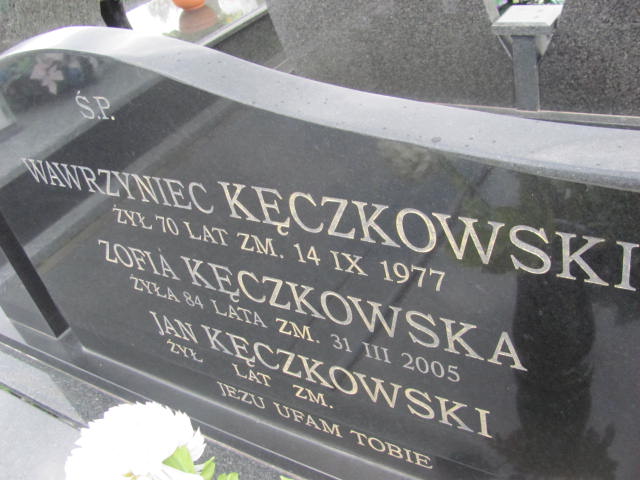 Ś.P.
WAWRZYNIEC KĘCZKOWSKI
ŻYŁ 70 LAT ZM. 14 IX 1977
ZOFIA KĘCZKOWSKA
ŻYŁA 84 LATA ZM. 31 III 2005
JAN KĘCZKOWSKI
ŻYŁ LAT ZM.
JEZU UFAM TOBIE